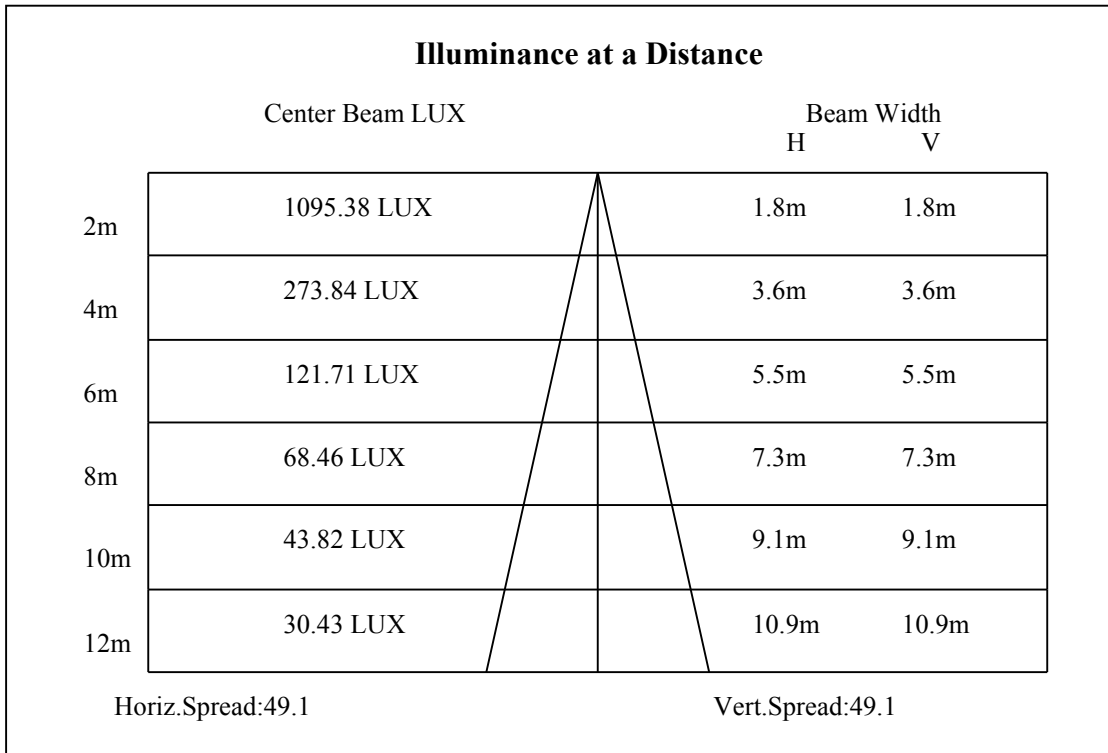 Illuminance at a Distance
Center Beam LUX Beam Width
H V
2m 1095.38 LUX 1.8m 1.8m
4m 273.84 LUX 3.6m 3.6m
6m 121.71 LUX 5.5m 5.5m
8m 68.46 LUX 7.3m 7.3m
10m 43.82 LUX 9.1m 9.1m
12m 30.43 LUX 10.9m 10.9m
Horiz.Spread:49.1 Vert.Spread:49.1